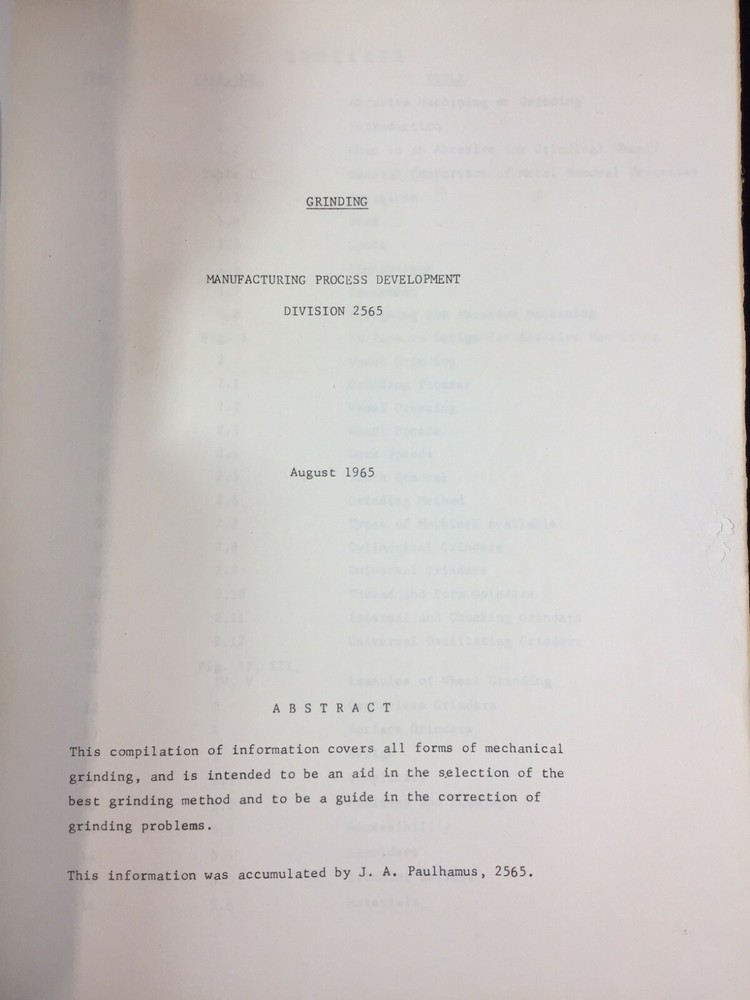 GRINDING
MANUFACTURING PROCESS DEVELOPMENT
DIVISION 2565
August 1965
A B S T R A C T
This compilation of information covers all forms of mechanical
grinding, and is intended to be an aid in the selection of the
best grinding method and to be a guide in the correction of
grinding problems.
This information was accumulated by J. A. Paulhamus, 2565.